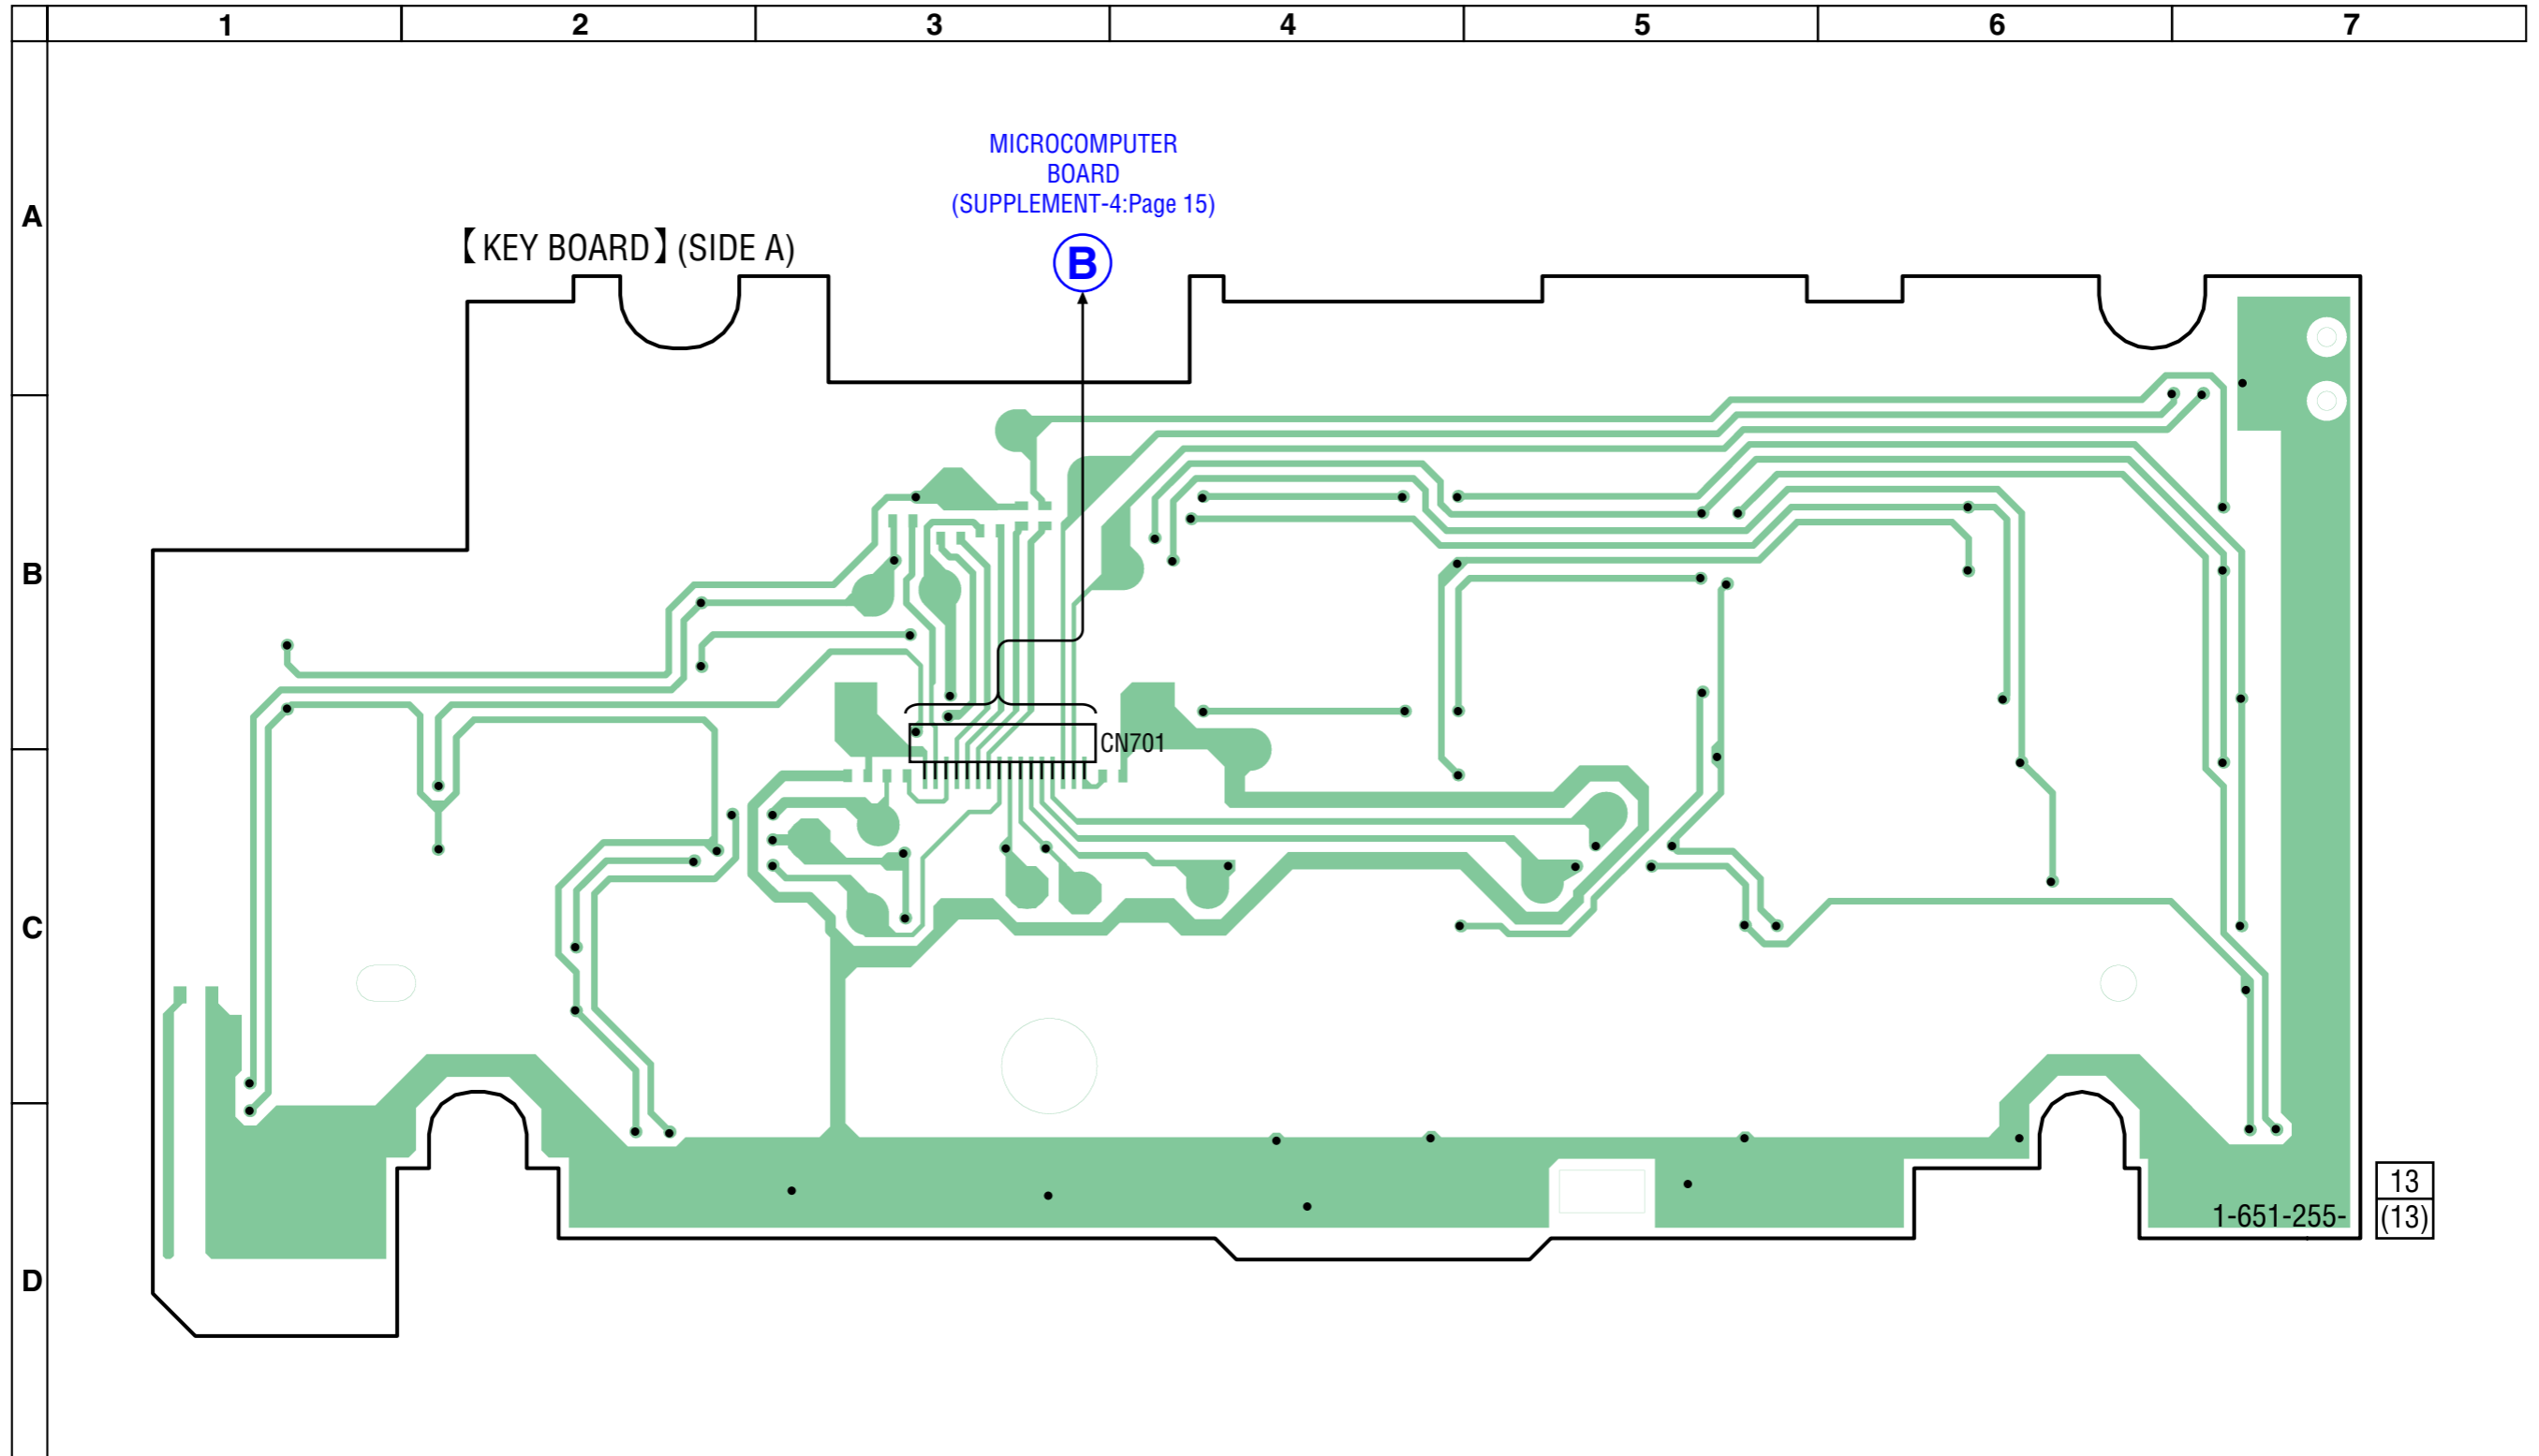 1 2 3 4 5 6 7
MICROCOMPUTER
BOARD
(SUPPLEMENT-4:Page 15)
A
【KEY BOARD】(SIDE A)
B
B
CN701
C
13
1-651-255-
(13)
D